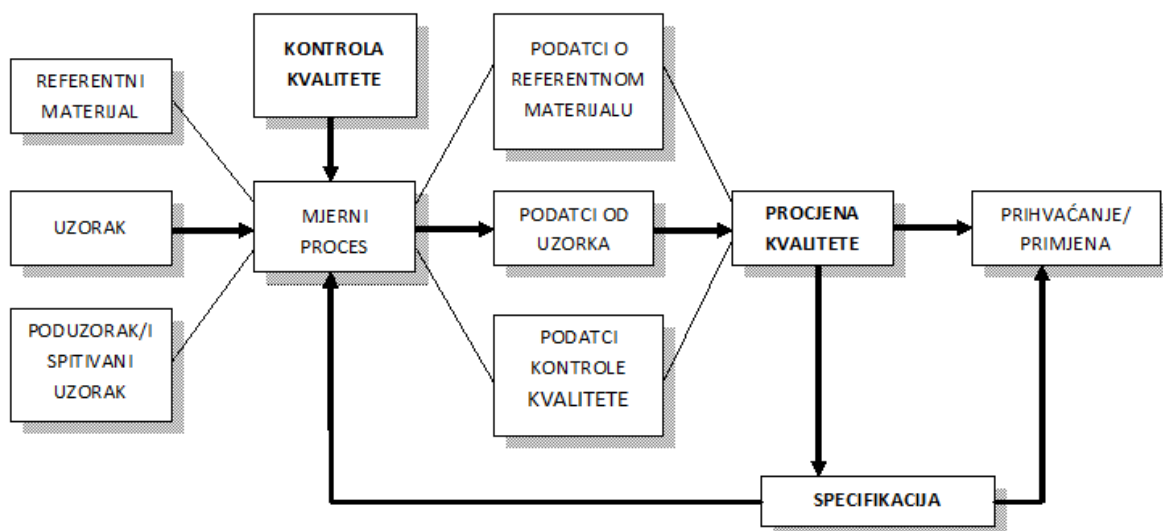 REFERENTNI
MATERIJAL
UZORAK
PODUZORAK/I
SPITIVANI
UZORAK
KONTROLA
KVALITETE
MJERNI
PROCES
PODATCI O
REFERENTNOM
MATERIJALU
PODATCI OD
UZORKA
PODATCI
KONTROLE
KVALITETE
PROCJENA
KVALITETE
PRIHVAĆANJE/
PRIMJENA
SPECIFIKACIJA